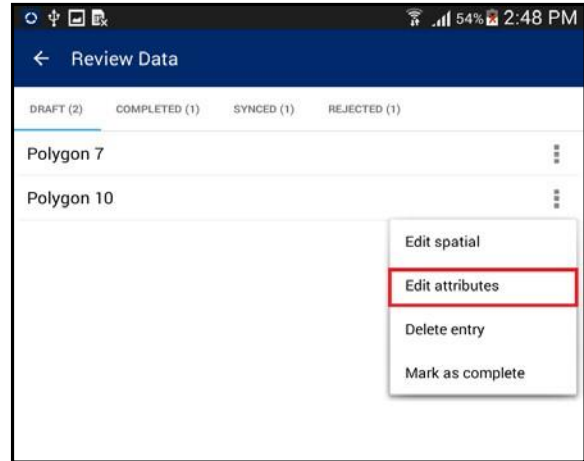 54% 2:48 PM
Review Data
DRAFT (2) COMPLETED (1) SYNCED (1) REJECTED (1)
Polygon 7
Polygon 10
Edit spatial
Edit attributes
Delete entry
Mark as complete